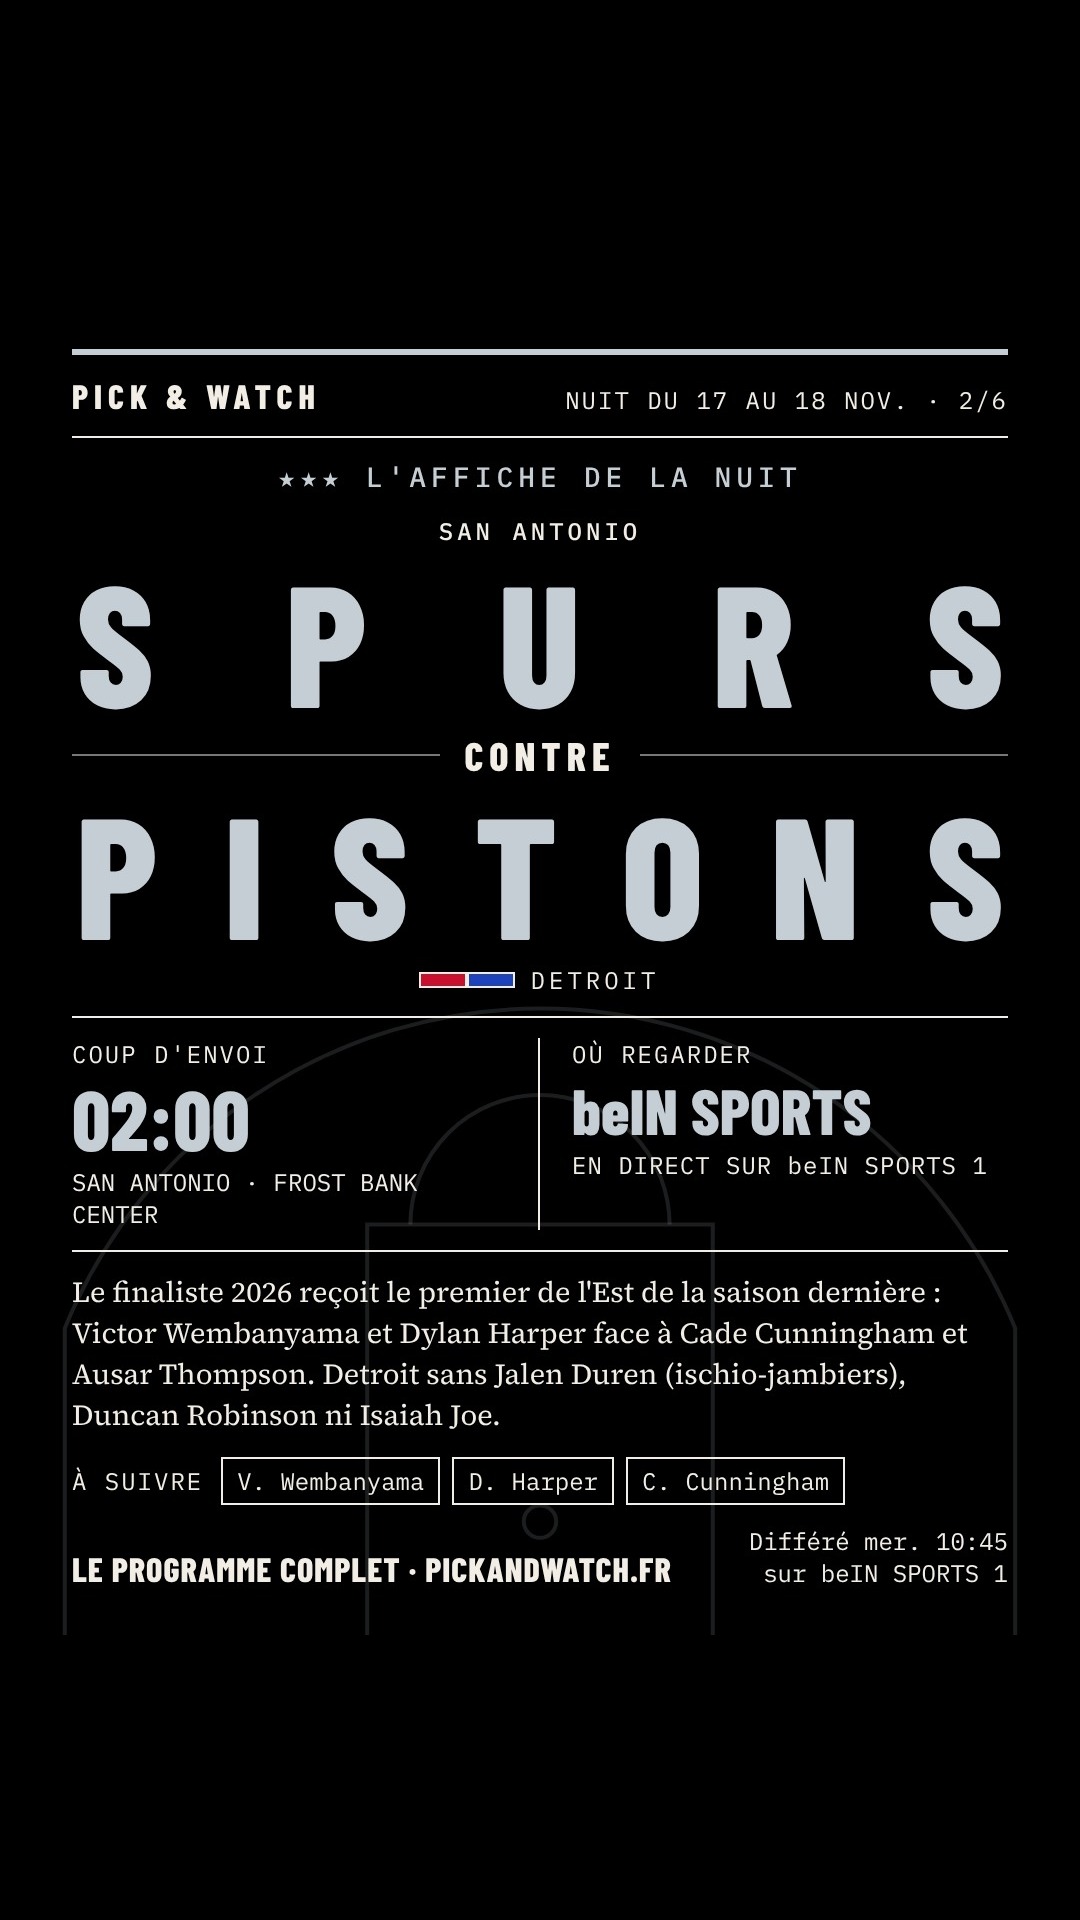 PICK & WATCH
NUIT DU 17 AU 18 NOV. · 2/6
★★★ L'AFFICHE DE LA NUIT
SAN ANTONIO
SPURS
CONTRE
PISTONS
DETROIT
COUP D'ENVOI
02:00
SAN ANTONIO · FROST BANK
CENTER
OÙ REGARDER
beIN SPORTS
EN DIRECT SUR beIN SPORTS 1
Le finaliste 2026 reçoit le premier de l'Est de la saison dernière :
Victor Wembanyama et Dylan Harper face à Cade Cunningham et
Ausar Thompson. Detroit sans Jalen Duren (ischio-jambiers),
Duncan Robinson ni Isaiah Joe.
À SUIVRE V. Wembanyama D. Harper C. Cunningham
LE PROGRAMME COMPLET · PICKANDWATCH.FR
Différé mer. 10:45
sur beIN SPORTS 1